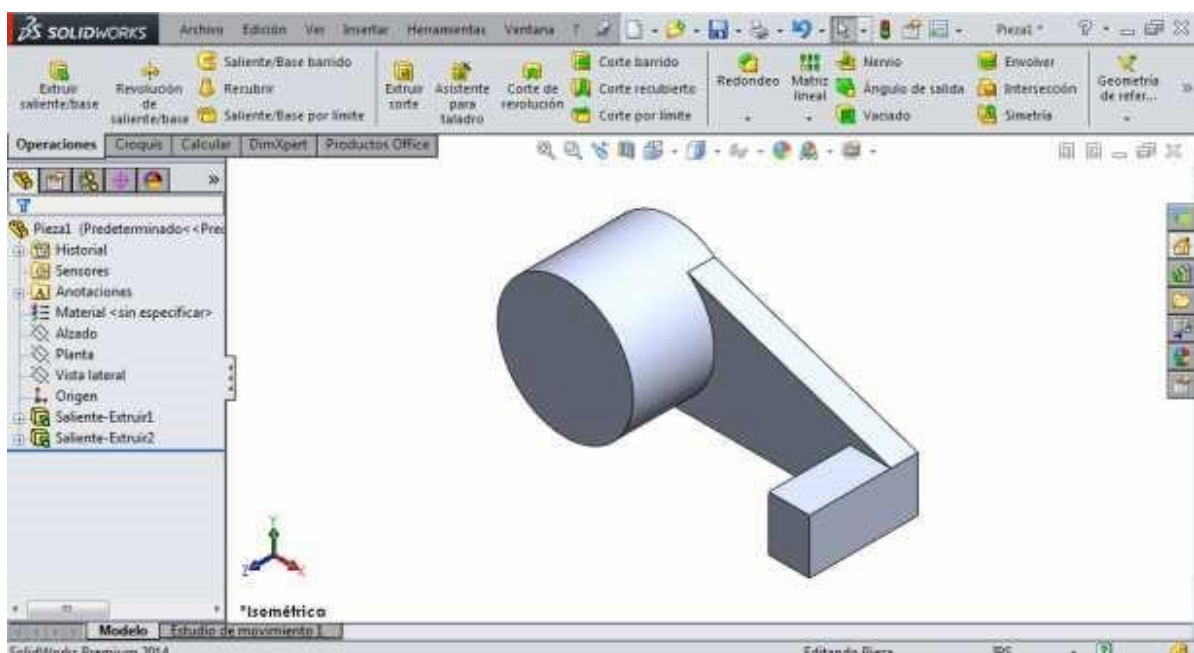 SOLIDWORKS Archivo Edición Ver Insertar Herramientas Ventana ? Pieza1 *
Extruir saliente/base
Revolución de saliente/base
Saliente/Base barrido
Recubrir
Saliente/Base por límite
Extruir corte
Asistente para taladro
Corte de revolución
Corte barrido
Corte recubierto
Corte por límite
Redondeo
Matriz lineal
Nervio
Ángulo de salida
Vaciado
Envolver
Intersección
Simetría
Geometría de refer...
Operaciones Croquis Calcular DimXpert Productos Office
Pieza1 (Predeterminado<<Pred
Historial
Sensores
Anotaciones
Material <sin especificar>
Alzado
Planta
Vista lateral
Origen
Saliente-Extruir1
Saliente-Extruir2
Y
Z
X
*Isométrica
Modelo Estudio de movimiento 1
SolidWorks Premium 2014 Editando Pieza IPS